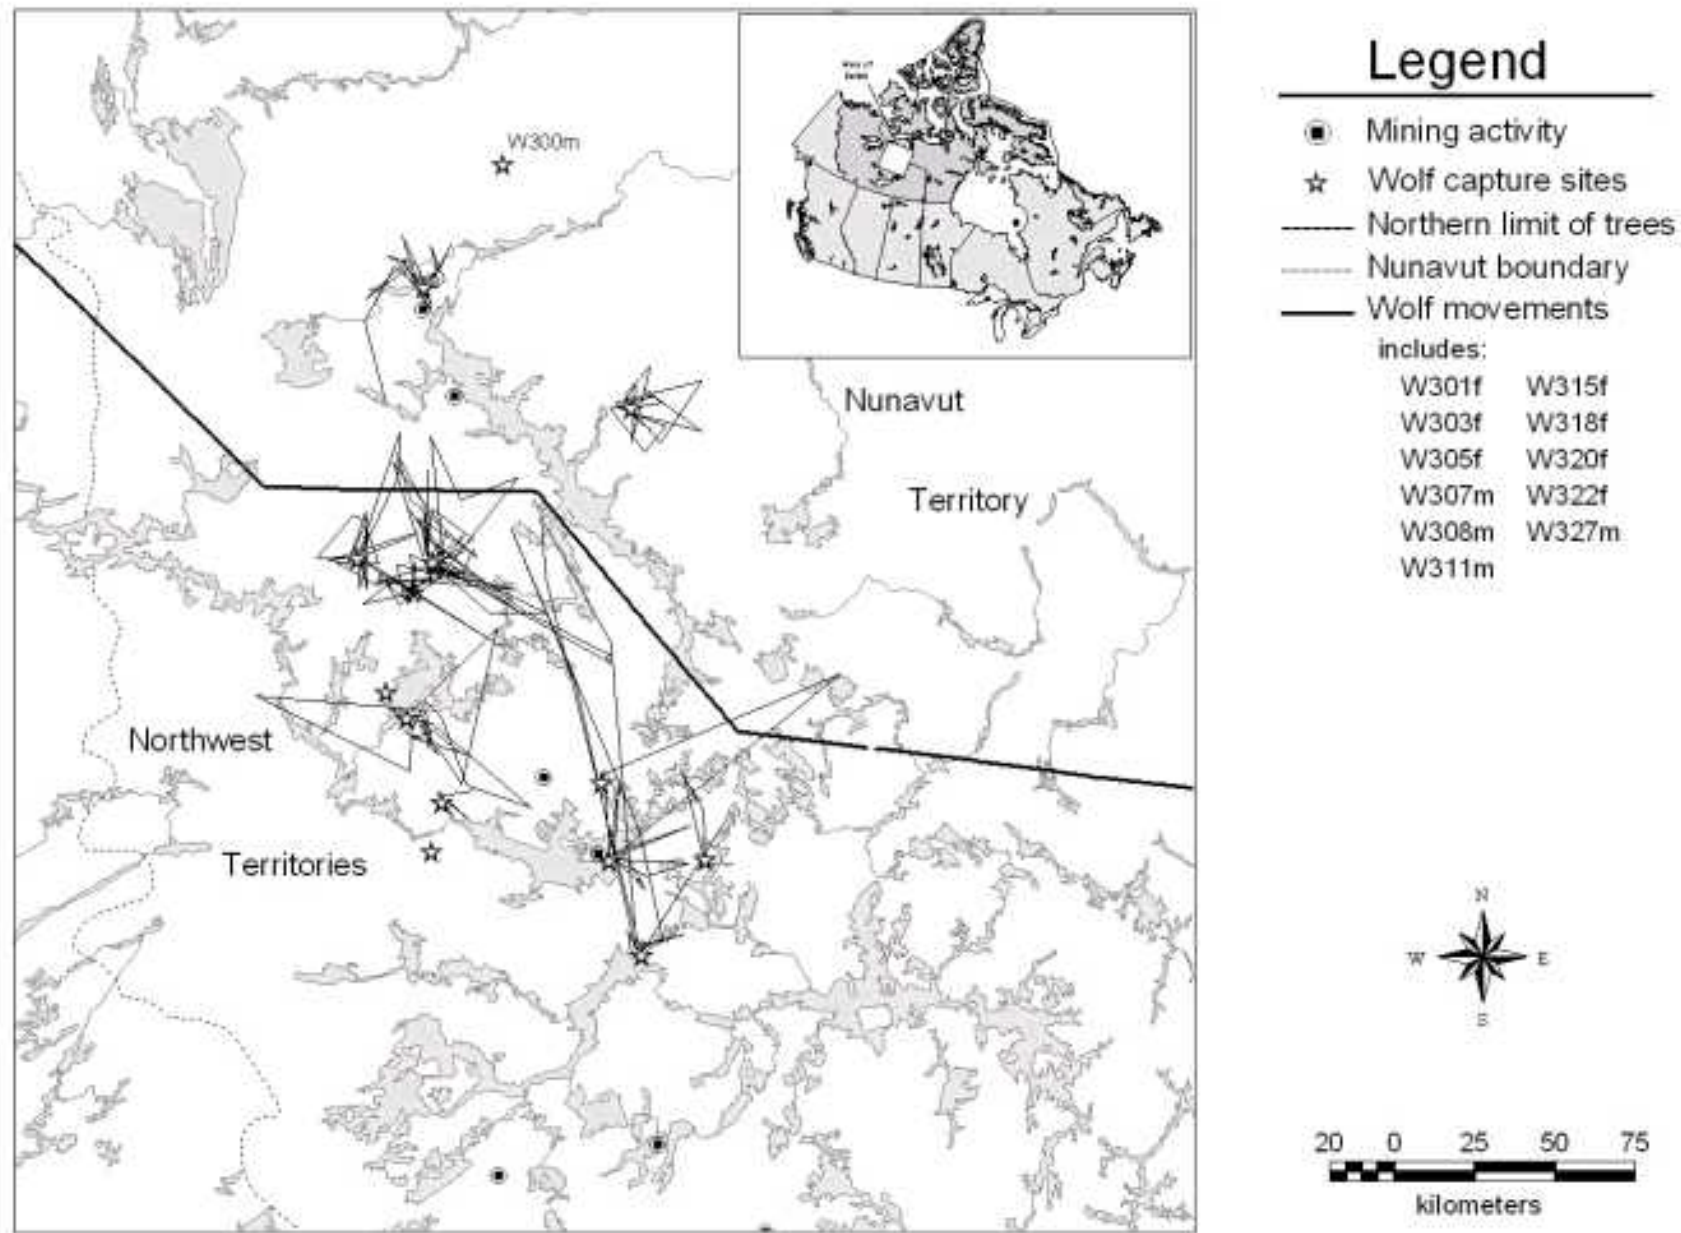 W300m
Nunavut
Territory
Northwest
Territories
Legend
Mining activity
Wolf capture sites
Northern limit of trees
Nunavut boundary
Wolf movements
includes:
W301f W315f
W303f W318f
W305f W320f
W307m W322f
W308m W327m
W311m
N
W E
S
20 0 25 50 75
kilometers